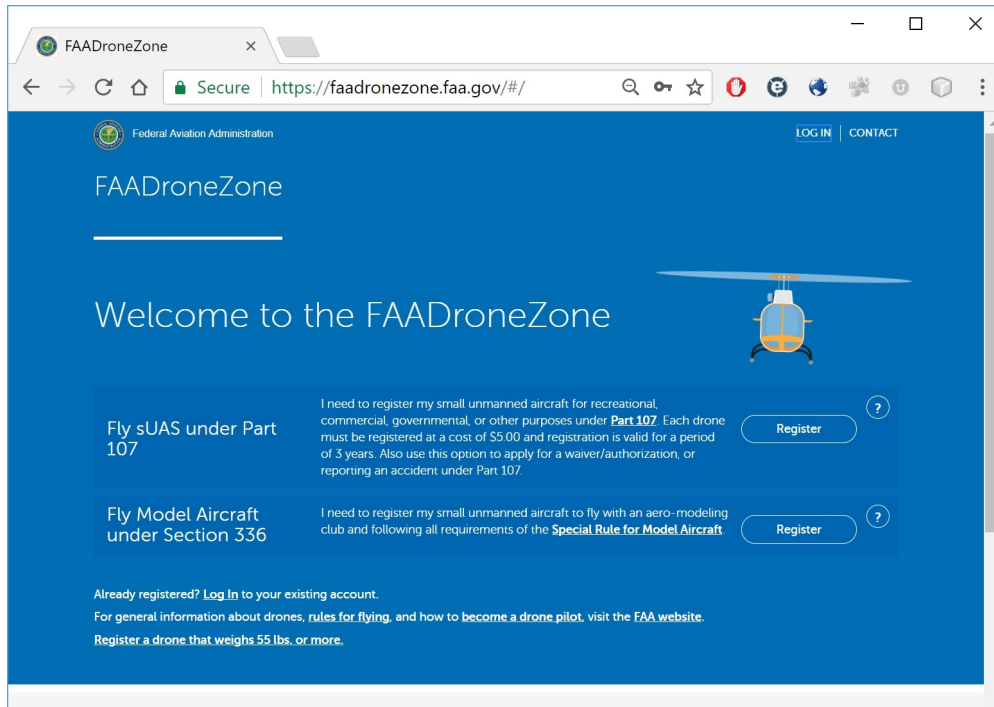 FAADroneZone
Secure https://faadronezone.faa.gov/#/
Federal Aviation Administration
LOG IN CONTACT
FAADroneZone
Welcome to the FAADroneZone
Fly sUAS under Part
107
I need to register my small unmanned aircraft for recreational,
commercial, governmental, or other purposes under Part 107. Each drone
must be registered at a cost of $5.00 and registration is valid for a period
of 3 years. Also use this option to apply for a waiver/authorization, or
reporting an accident under Part 107.
Register
?
Fly Model Aircraft
under Section 336
I need to register my small unmanned aircraft to fly with an aero-modeling
club and following all requirements of the Special Rule for Model Aircraft.
Register
?
Already registered? Log In to your existing account.
For general information about drones, rules for flying, and how to become a drone pilot, visit the FAA website.
Register a drone that weighs 55 lbs. or more.